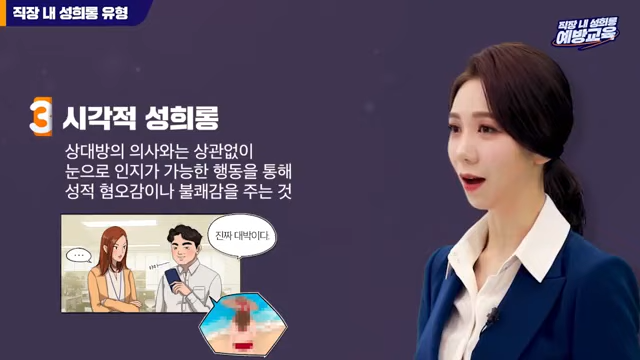 직장 내 성희롱 유형
직장 내 성희롱
예방교육
3 시각적 성희롱
상대방의 의사와는 상관없이
눈으로 인지가 가능한 행동을 통해
성적 혐오감이나 불쾌감을 주는 것
...
진짜 대박이다.